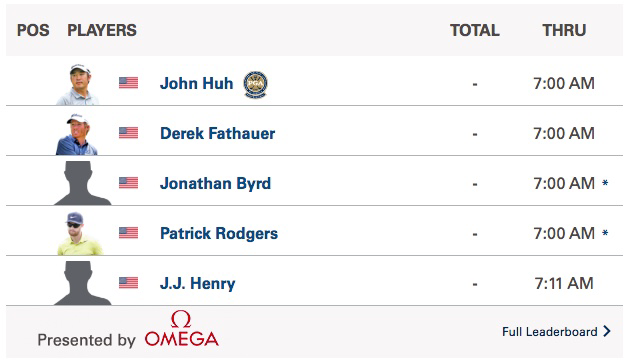 POS PLAYERS TOTAL THRU
John Huh PGA - 7:00 AM
Derek Fathauer - 7:00 AM
Jonathan Byrd - 7:00 AM *
Patrick Rodgers - 7:00 AM *
J.J. Henry - 7:11 AM
Presented by Ω OMEGA Full Leaderboard >